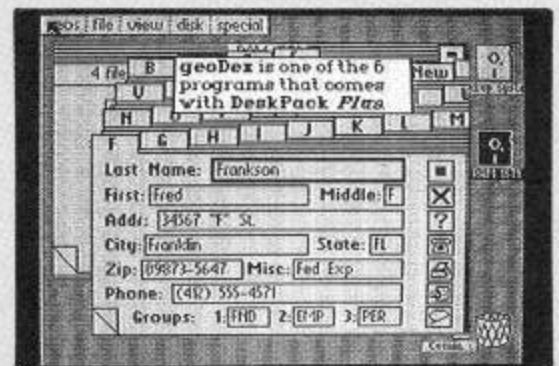 geos file view disk special
4 file B New
geoDex is one of the 6
programs that comes
with DeskPack Plus
U
N K L M
F G H I J
Last Name: Frankson
First: Fred Middle: F
Addr: 34567 "F" St.
City: Franklin State: FL
Zip: 09873-5647 Misc: Fed Exp
Phone: (412) 555-4571
Groups: 1: FND 2: EMP 3: PER